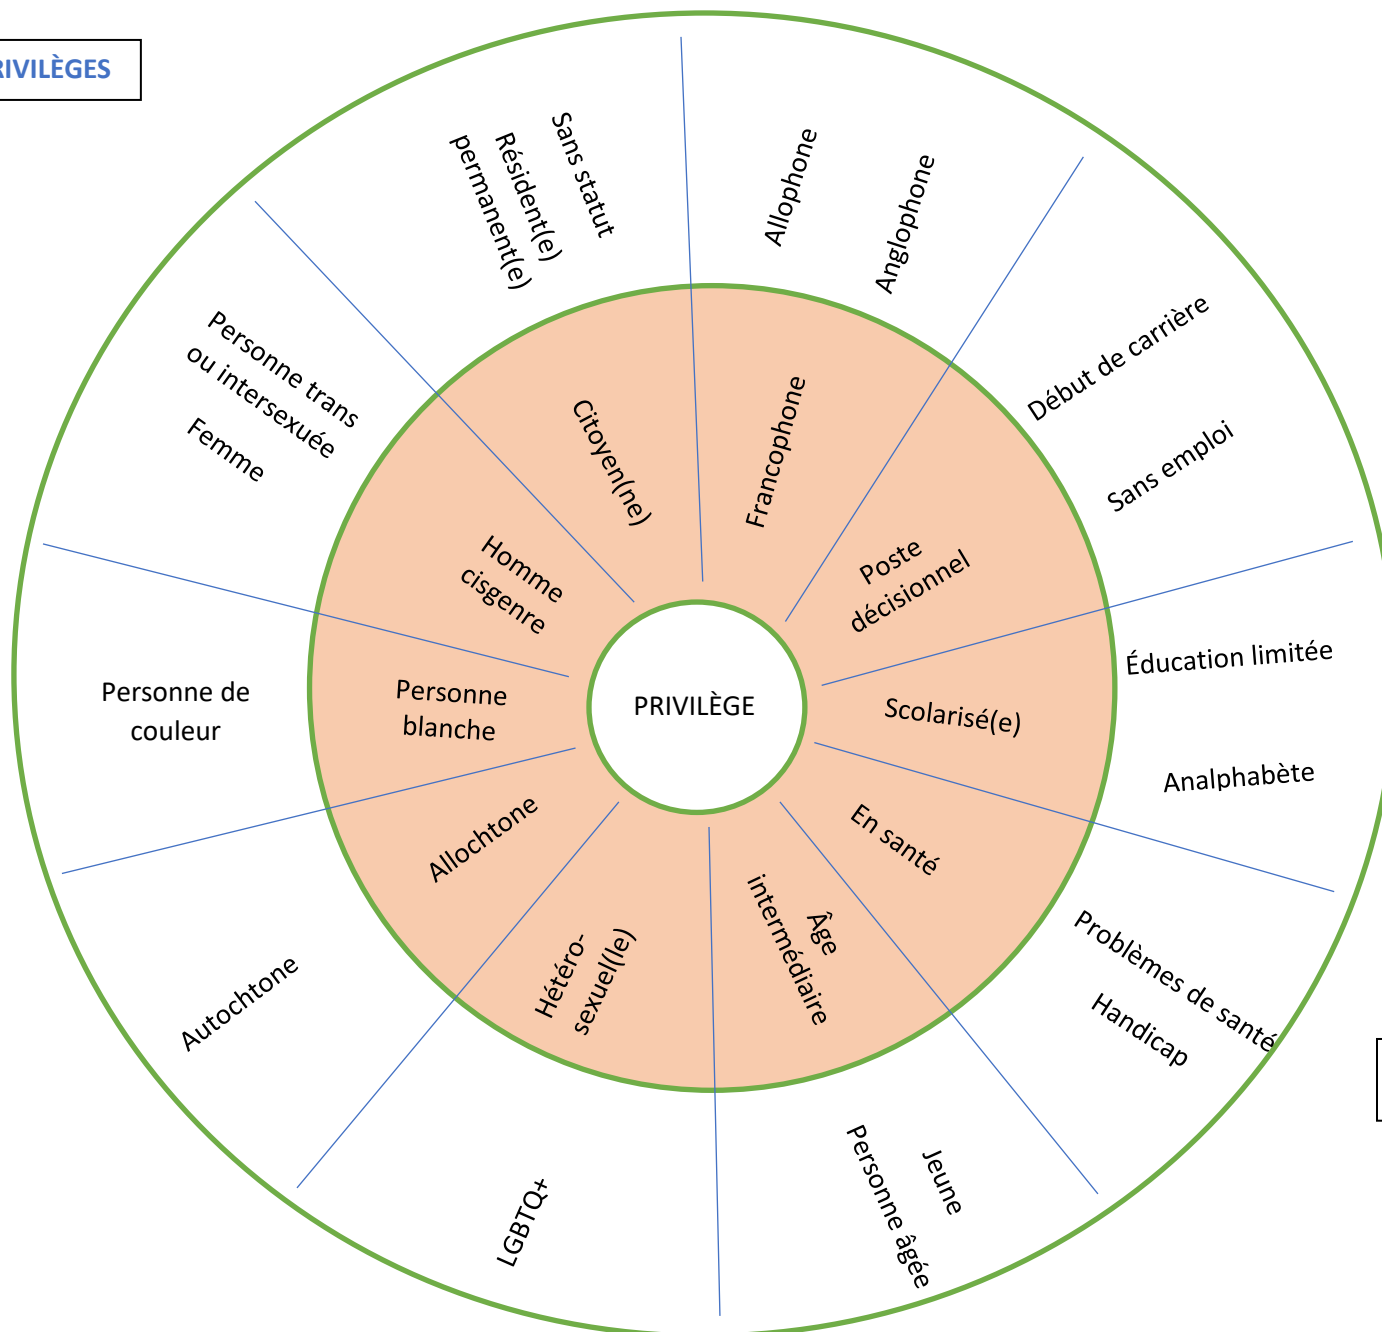 RIVILÈGES
Sans statut
Résident(e)
permanent(e)
Allophone
Anglophone
Début de carrière
Sans emploi
Personne trans
ou intersexuée
Femme
Citoyen(ne)
Francophone
Homme
cisgenre
Poste
décisionnel
Personne de
couleur
Personne
blanche
PRIVILÈGE
Scolarisé(e)
Éducation limitée
Analphabète
Allochtone
En santé
Autochtone
Hétéro-
sexuel(le)
Âge
intermédiaire
Problèmes de santé
Handicap
LGBTQ+
Jeune
Personne âgée